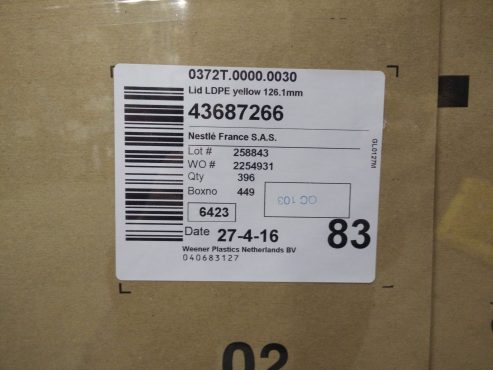 0372T.0000.0030
Lid LDPE yellow 126.1mm
43687266
Nestlé France S.A.S.
Lot # 258843
WO # 2254931
Qty 396
Boxno 449
QC 103
6423
Date 27-4-16
83
Weener Plastics Netherlands BV
040683127
GL0127M
02